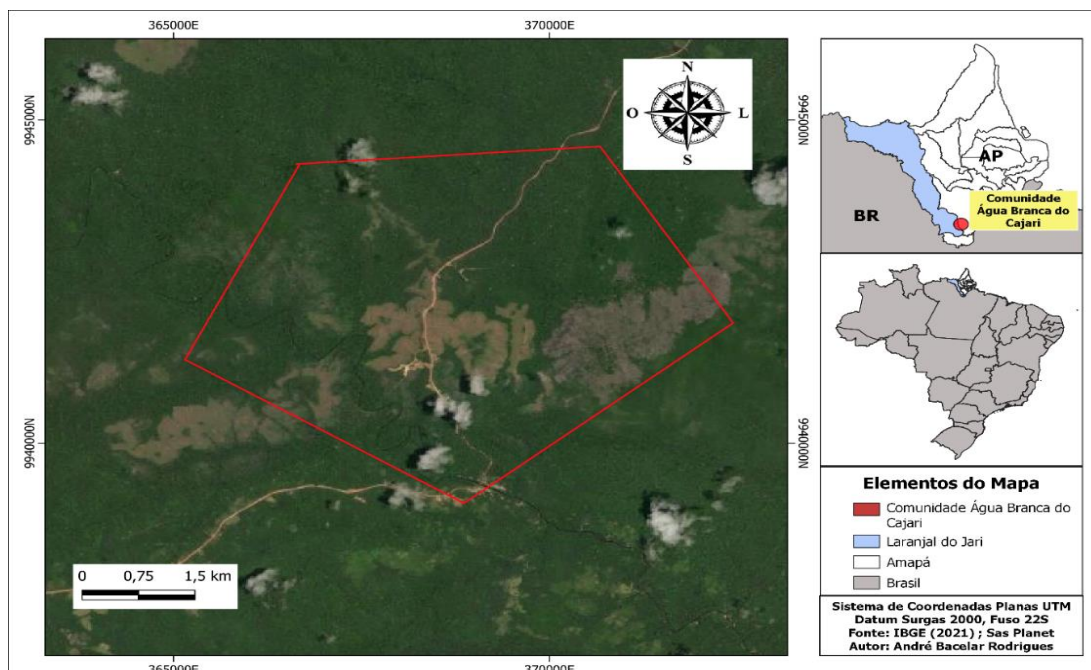 365000E
370000E
9945000N
9945000N
9940000N
9940000N
N
O
L
S
0 0,75 1,5 km
365000E
370000E
AP
BR
Comunidade
Água Branca do
Cajari
Elementos do Mapa
Comunidade Água Branca do
Cajari
Laranjal do Jari
Amapá
Brasil
Sistema de Coordenadas Planas UTM
Datum Surgas 2000, Fuso 22S
Fonte: IBGE (2021) ; Sas Planet
Autor: André Bacelar Rodrigues